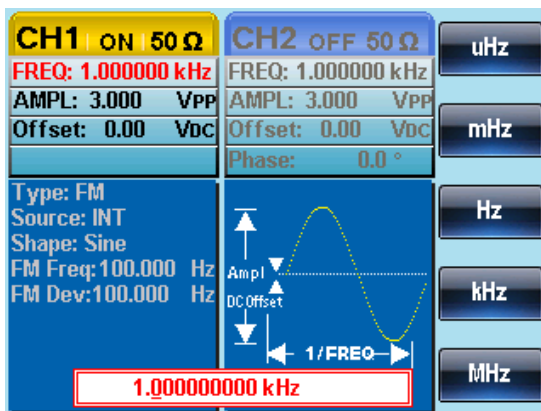 CH1 ON 50 Ω
FREQ: 1.000000 kHz
AMPL: 3.000 VPP
Offset: 0.00 VDC
CH2 OFF 50 Ω
FREQ: 1.000000 kHz
AMPL: 3.000 VPP
Offset: 0.00 VDC
Phase: 0.0 °
Type: FM
Source: INT
Shape: Sine
FM Freq:100.000 Hz
FM Dev:100.000 Hz
Ampl
DC Offset
1/FREQ
1.000000000 kHz
uHz
mHz
Hz
kHz
MHz